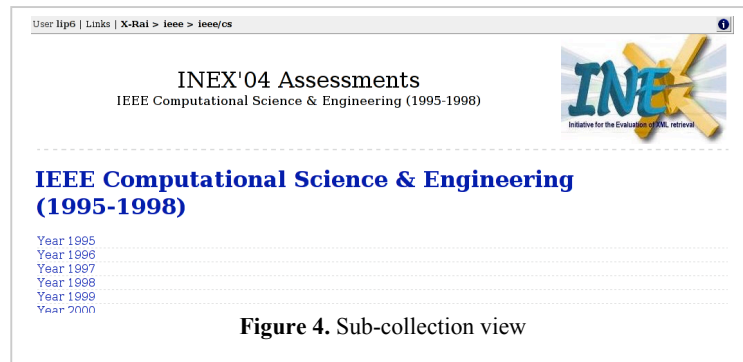 User lip6 | Links | X-Rai > ieee > ieee/cs
INEX'04 Assessments
IEEE Computational Science & Engineering (1995-1998)
INEX
Initiative for the Evaluation of XML retrieval
IEEE Computational Science & Engineering
(1995-1998)
Year 1995
Year 1996
Year 1997
Year 1998
Year 1999
Year 2000
Figure 4. Sub-collection view